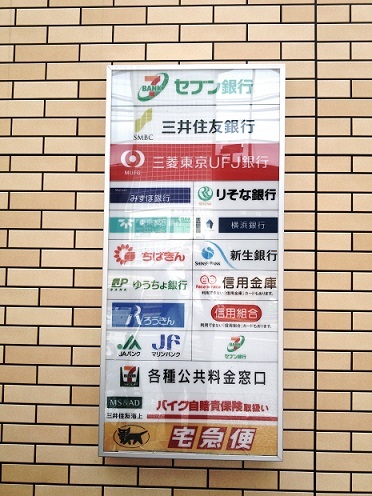 7 BANK セブン銀行
SMBC 三井住友銀行
MUFG 三菱東京UFJ銀行
みずほ銀行 りそな銀行
横浜銀行
ちばぎん 新生銀行
ゆうちょ銀行 信用金庫
ろうきん 信用組合
JA JF
JAバンク マリンバンク セブン銀行
各種公共料金窓口
MS&AD
三井住友海上 バイク自賠責保険取扱い
宅急便